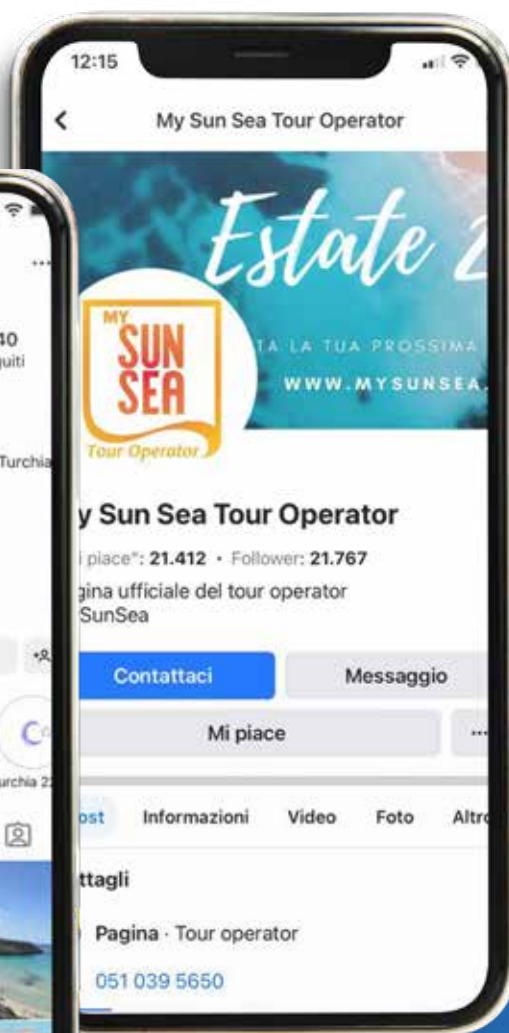 12:15
My Sun Sea Tour Operator
Estate 2
TA LA TUA PROSSIMA
WWW.MYSUNSEA.
MY
SUN
SEA
Tour Operator
y Sun Sea Tour Operator
i piace": 21.412 · Follower: 21.767
gina ufficiale del tour operator
SunSea
Contattaci
Messaggio
Mi piace
...
ost
Informazioni
Video
Foto
Altro
ttagli
Pagina · Tour operator
051 039 5650
...
40
uiti
Turchia
urchia 2